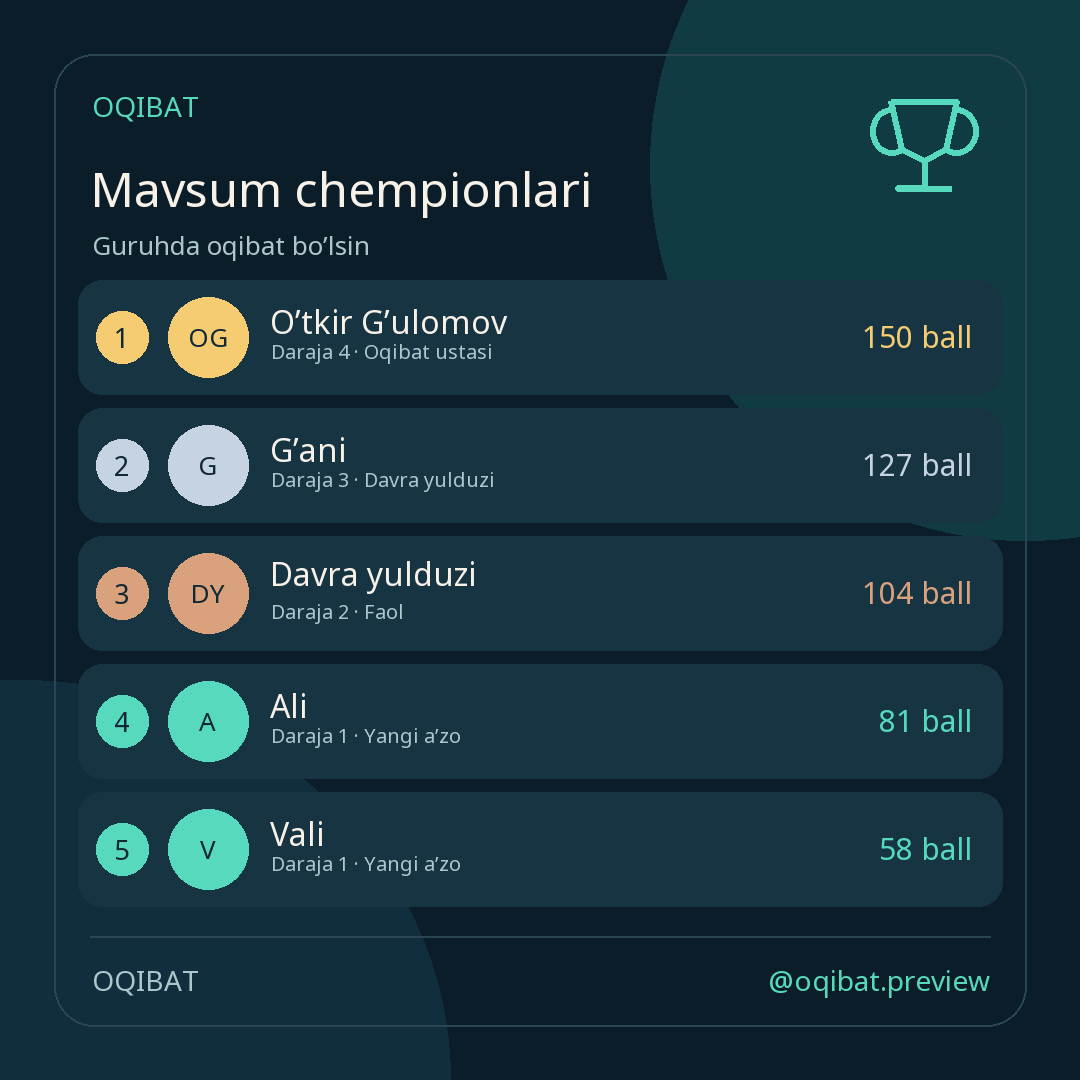 OQIBAT
Mavsum chempionlari
Guruhda oqibat bo’lsin
1 OG O’tkir G’ulomov 150 ball
Daraja 4 · Oqibat ustasi
2 G G’ani 127 ball
Daraja 3 · Davra yulduzi
3 DY Davra yulduzi 104 ball
Daraja 2 · Faol
4 A Ali 81 ball
Daraja 1 · Yangi a’zo
5 V Vali 58 ball
Daraja 1 · Yangi a’zo
OQIBAT @oqibat.preview